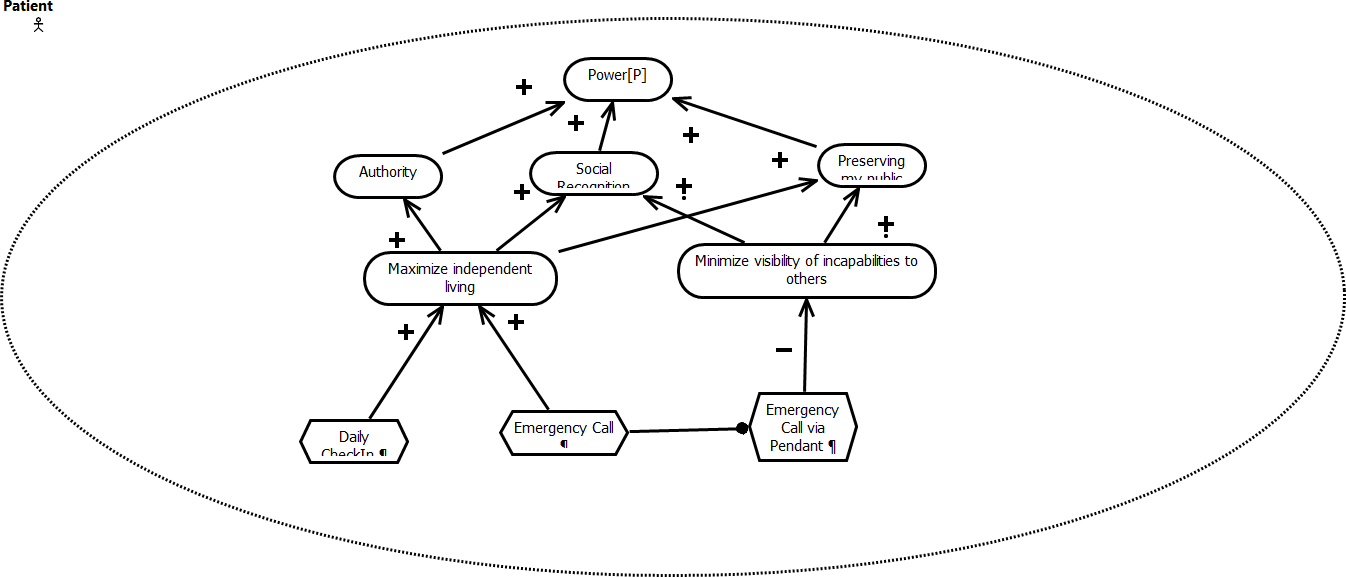 Patient
Power[P]
+
+
+
Authority
Social
Recognition
Preserving
my public
+
+
+
+
+
Maximize independent
living
Minimize visibility of incapabilities to
others
+
+
−
Daily
CheckIn ¶
Emergency Call
¶
Emergency
Call via
Pendant ¶